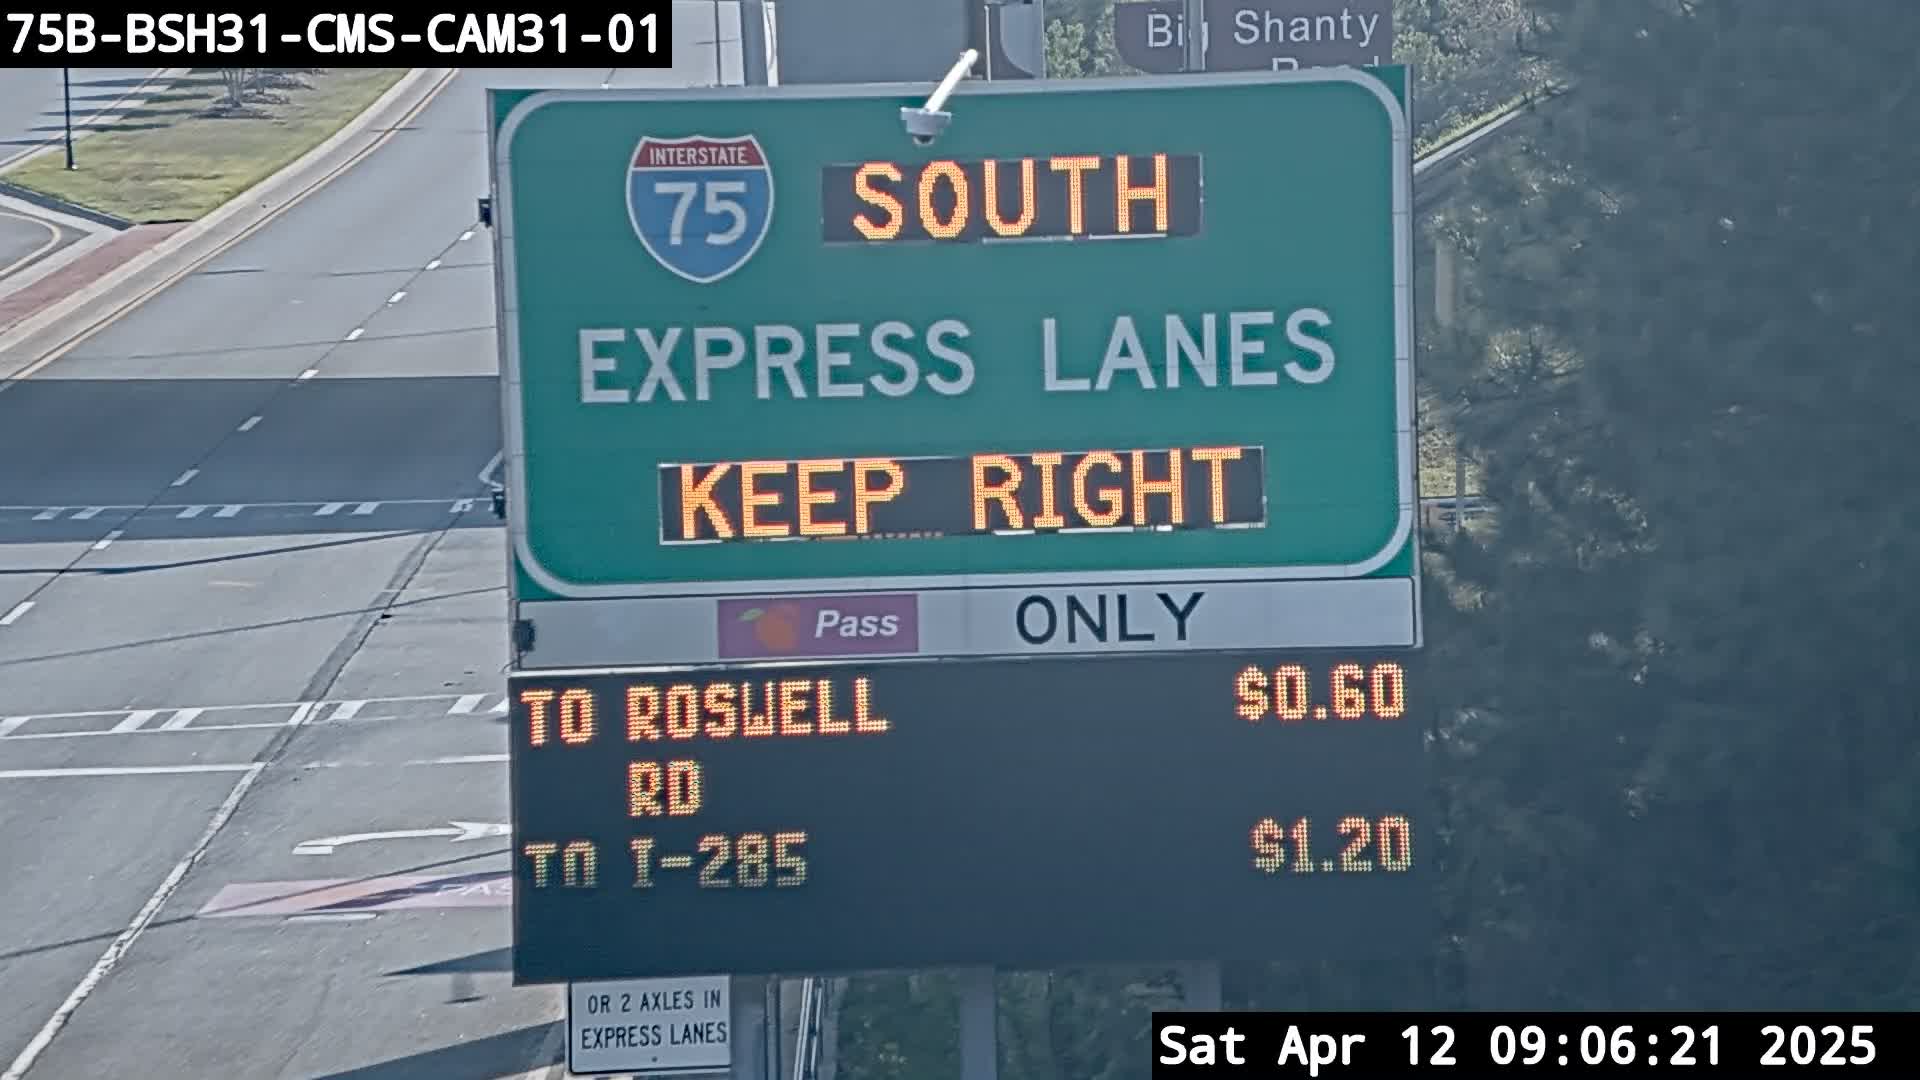 75B-BSH31-CMS-CAM31-01
Big Shanty
Road
INTERSTATE
75
SOUTH
EXPRESS LANES
KEEP RIGHT
Pass ONLY
TO ROSWELL $0.60
RD
TO I-285 $1.20
PAS
OR 2 AXLES IN
EXPRESS LANES
Sat Apr 12 09:06:21 2025